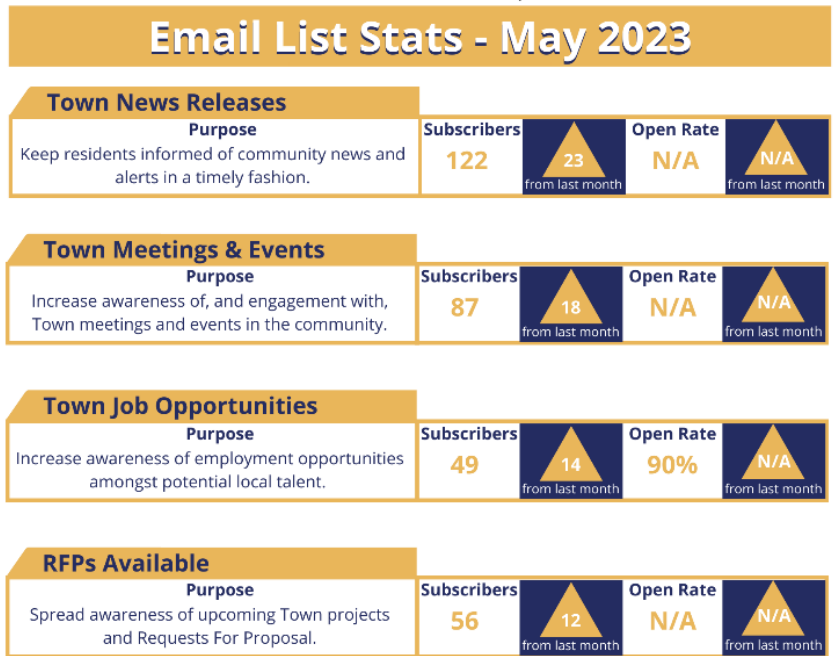 Email List Stats - May 2023
Town News Releases
Purpose
Keep residents informed of community news and
alerts in a timely fashion.
Subscribers
122
23
from last month
Open Rate
N/A
N/A
from last month
Town Meetings & Events
Purpose
Increase awareness of, and engagement with,
Town meetings and events in the community.
Subscribers
87
18
from last month
Open Rate
N/A
N/A
from last month
Town Job Opportunities
Purpose
Increase awareness of employment opportunities
amongst potential local talent.
Subscribers
49
14
from last month
Open Rate
90%
N/A
from last month
RFPs Available
Purpose
Spread awareness of upcoming Town projects
and Requests For Proposal.
Subscribers
56
12
from last month
Open Rate
N/A
N/A
from last month